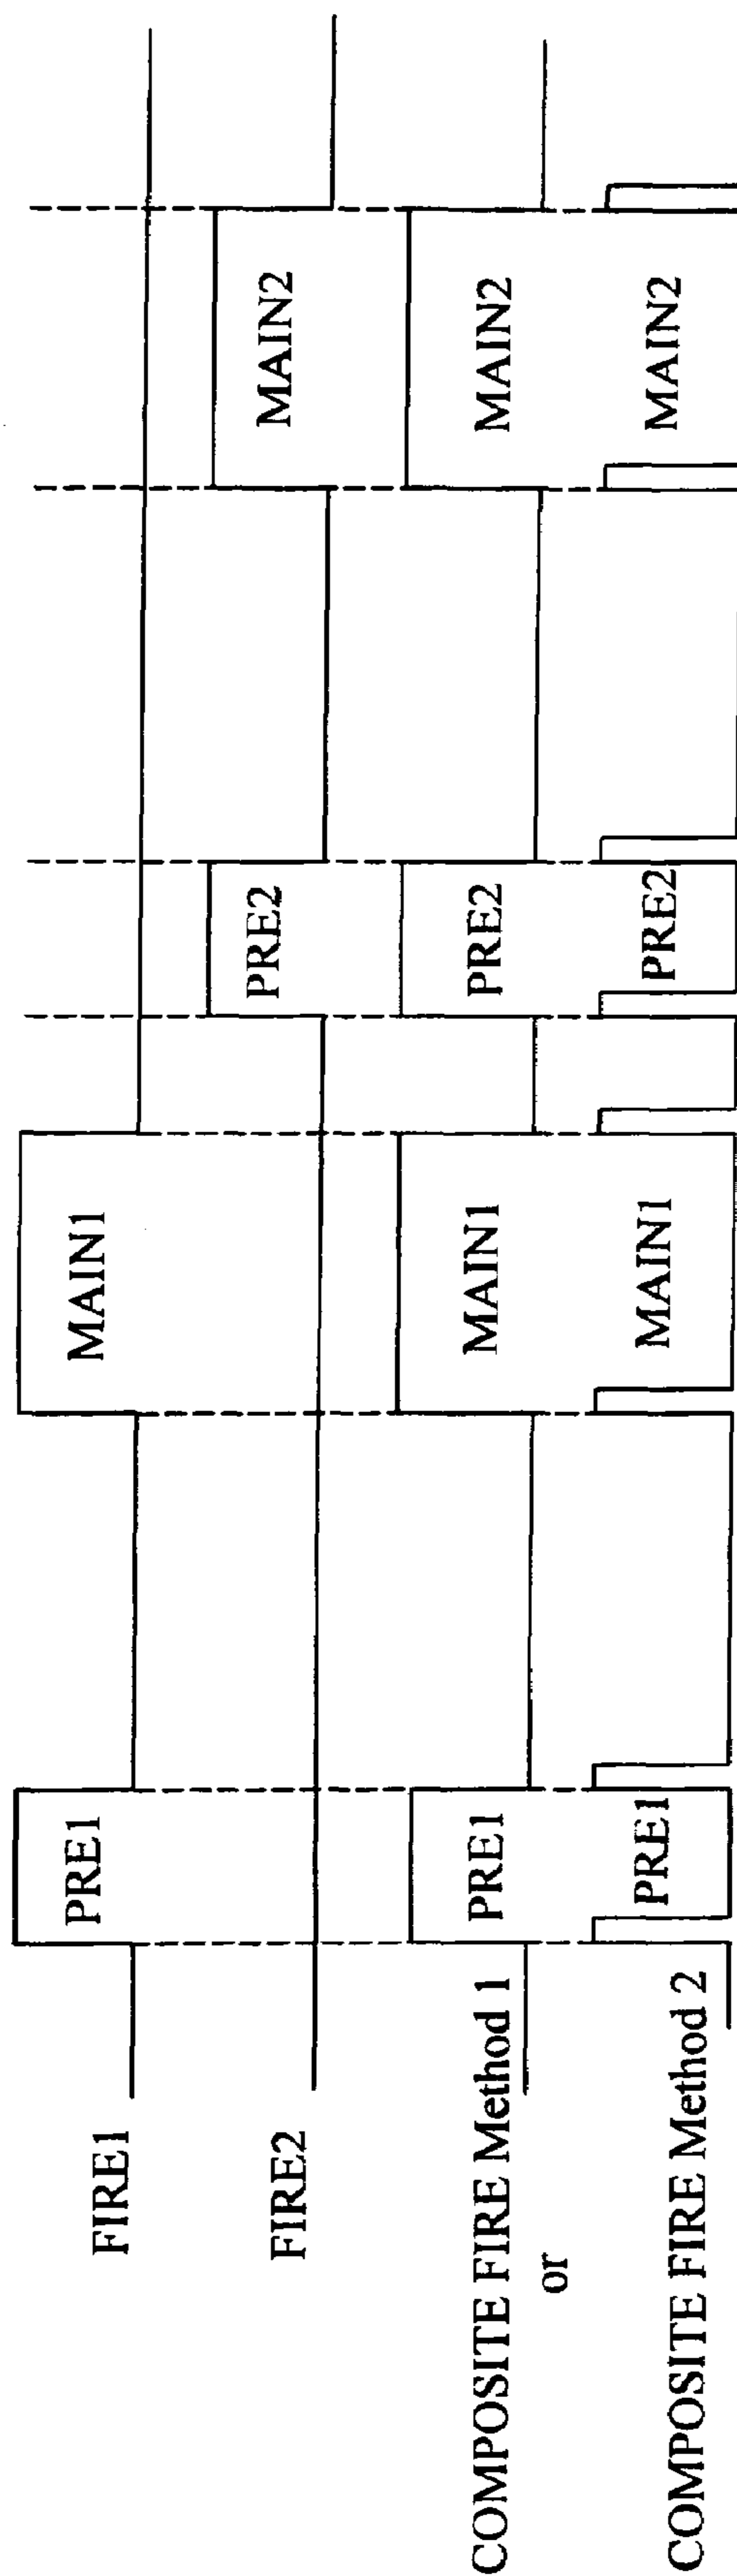 FIRE1
PRE1
MAIN1
FIRE2
PRE2
MAIN2
COMPOSITE FIRE Method 1
PRE1
MAIN1
PRE2
MAIN2
or
COMPOSITE FIRE Method 2
PRE1
MAIN1
PRE2
MAIN2